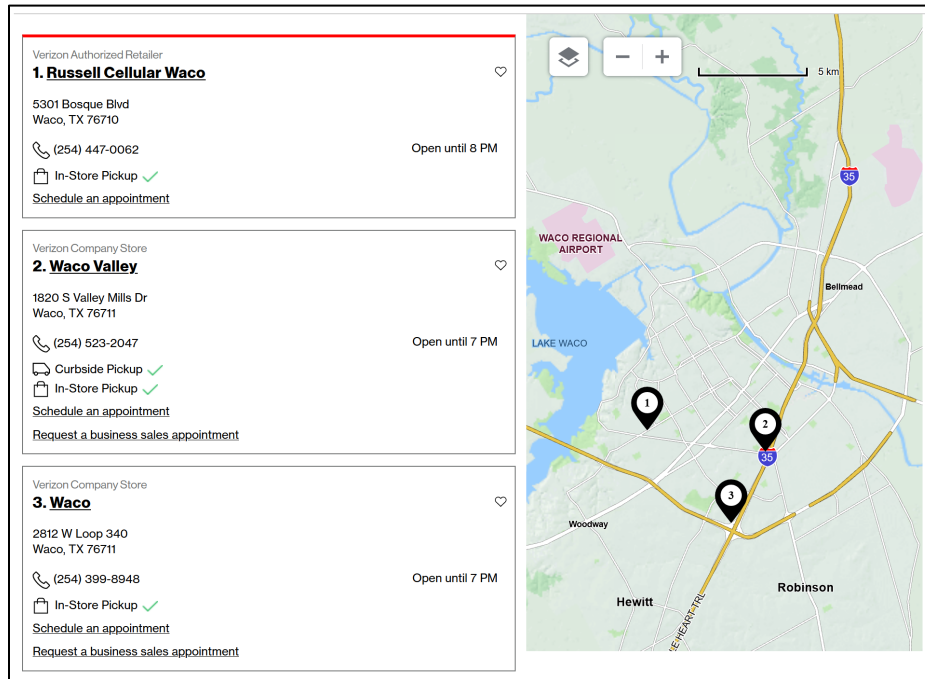 Verizon Authorized Retailer
1. Russell Cellular Waco
5301 Bosque Blvd
Waco, TX 76710
(254) 447-0062
Open until 8 PM
In-Store Pickup
Schedule an appointment
Verizon Company Store
2. Waco Valley
1820 S Valley Mills Dr
Waco, TX 76711
(254) 523-2047
Open until 7 PM
Curbside Pickup
In-Store Pickup
Schedule an appointment
Request a business sales appointment
Verizon Company Store
3. Waco
2812 W Loop 340
Waco, TX 76711
(254) 399-8948
Open until 7 PM
In-Store Pickup
Schedule an appointment
Request a business sales appointment
5 km
35
WACO REGIONAL
AIRPORT
Bellmead
LAKE WACO
1
2
35
3
Woodway
Robinson
Hewitt
LE HEART TRL